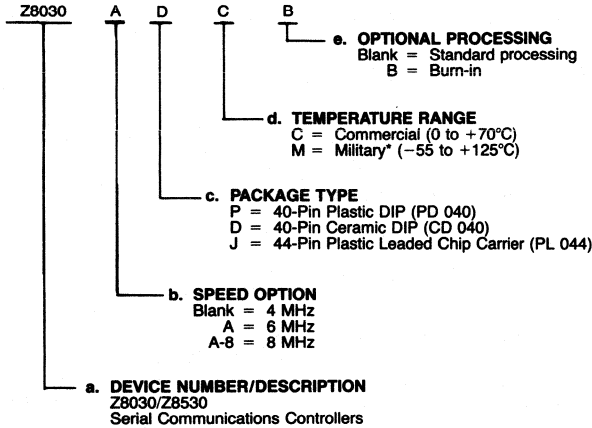 Z8030 A D C B
e. OPTIONAL PROCESSING
Blank = Standard processing
B = Burn-in
d. TEMPERATURE RANGE
C = Commercial (0 to +70°C)
M = Military* (−55 to +125°C)
c. PACKAGE TYPE
P = 40-Pin Plastic DIP (PD 040)
D = 40-Pin Ceramic DIP (CD 040)
J = 44-Pin Plastic Leaded Chip Carrier (PL 044)
b. SPEED OPTION
Blank = 4 MHz
A = 6 MHz
A-8 = 8 MHz
a. DEVICE NUMBER/DESCRIPTION
Z8030/Z8530
Serial Communications Controllers